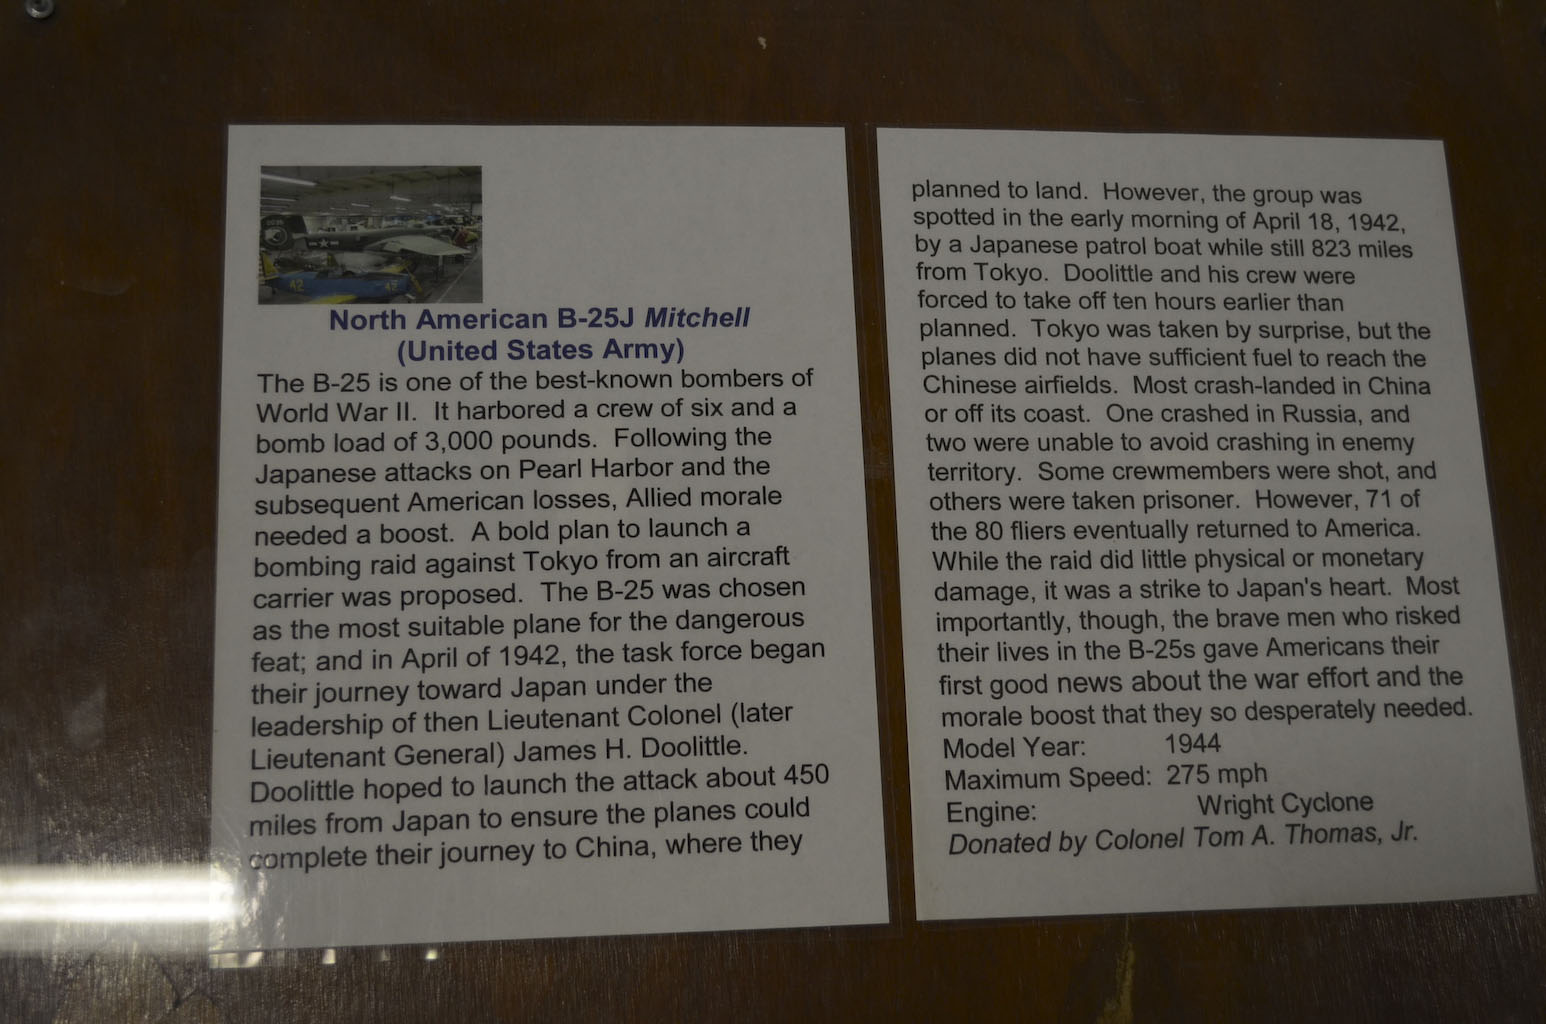 North American B-25J Mitchell
(United States Army)
The B-25 is one of the best-known bombers of
World War II. It harbored a crew of six and a
bomb load of 3,000 pounds. Following the
Japanese attacks on Pearl Harbor and the
subsequent American losses, Allied morale
needed a boost. A bold plan to launch a
bombing raid against Tokyo from an aircraft
carrier was proposed. The B-25 was chosen
as the most suitable plane for the dangerous
feat; and in April of 1942, the task force began
their journey toward Japan under the
leadership of then Lieutenant Colonel (later
Lieutenant General) James H. Doolittle.
Doolittle hoped to launch the attack about 450
miles from Japan to ensure the planes could
complete their journey to China, where they
planned to land. However, the group was
spotted in the early morning of April 18, 1942,
by a Japanese patrol boat while still 823 miles
from Tokyo. Doolittle and his crew were
forced to take off ten hours earlier than
planned. Tokyo was taken by surprise, but the
planes did not have sufficient fuel to reach the
Chinese airfields. Most crash-landed in China
or off its coast. One crashed in Russia, and
two were unable to avoid crashing in enemy
territory. Some crewmembers were shot, and
others were taken prisoner. However, 71 of
the 80 fliers eventually returned to America.
While the raid did little physical or monetary
damage, it was a strike to Japan's heart. Most
importantly, though, the brave men who risked
their lives in the B-25s gave Americans their
first good news about the war effort and the
morale boost that they so desperately needed.
Model Year: 1944
Maximum Speed: 275 mph
Engine: Wright Cyclone
Donated by Colonel Tom A. Thomas, Jr.
42
42